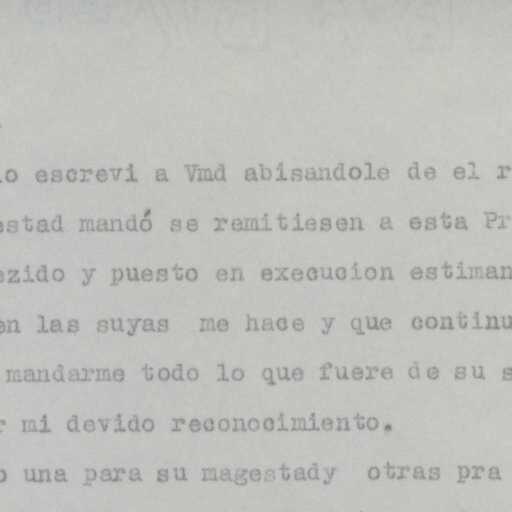 lo escrevi a Vmd abisandole de el r
estad mandó se remitiesen a esta Pr
ezido y puesto en execucion estiman
en las suyas me hace y que continu
mandarme todo lo que fuere de su s
r mi devido reconocimiento.
o una para su magestady otras pra